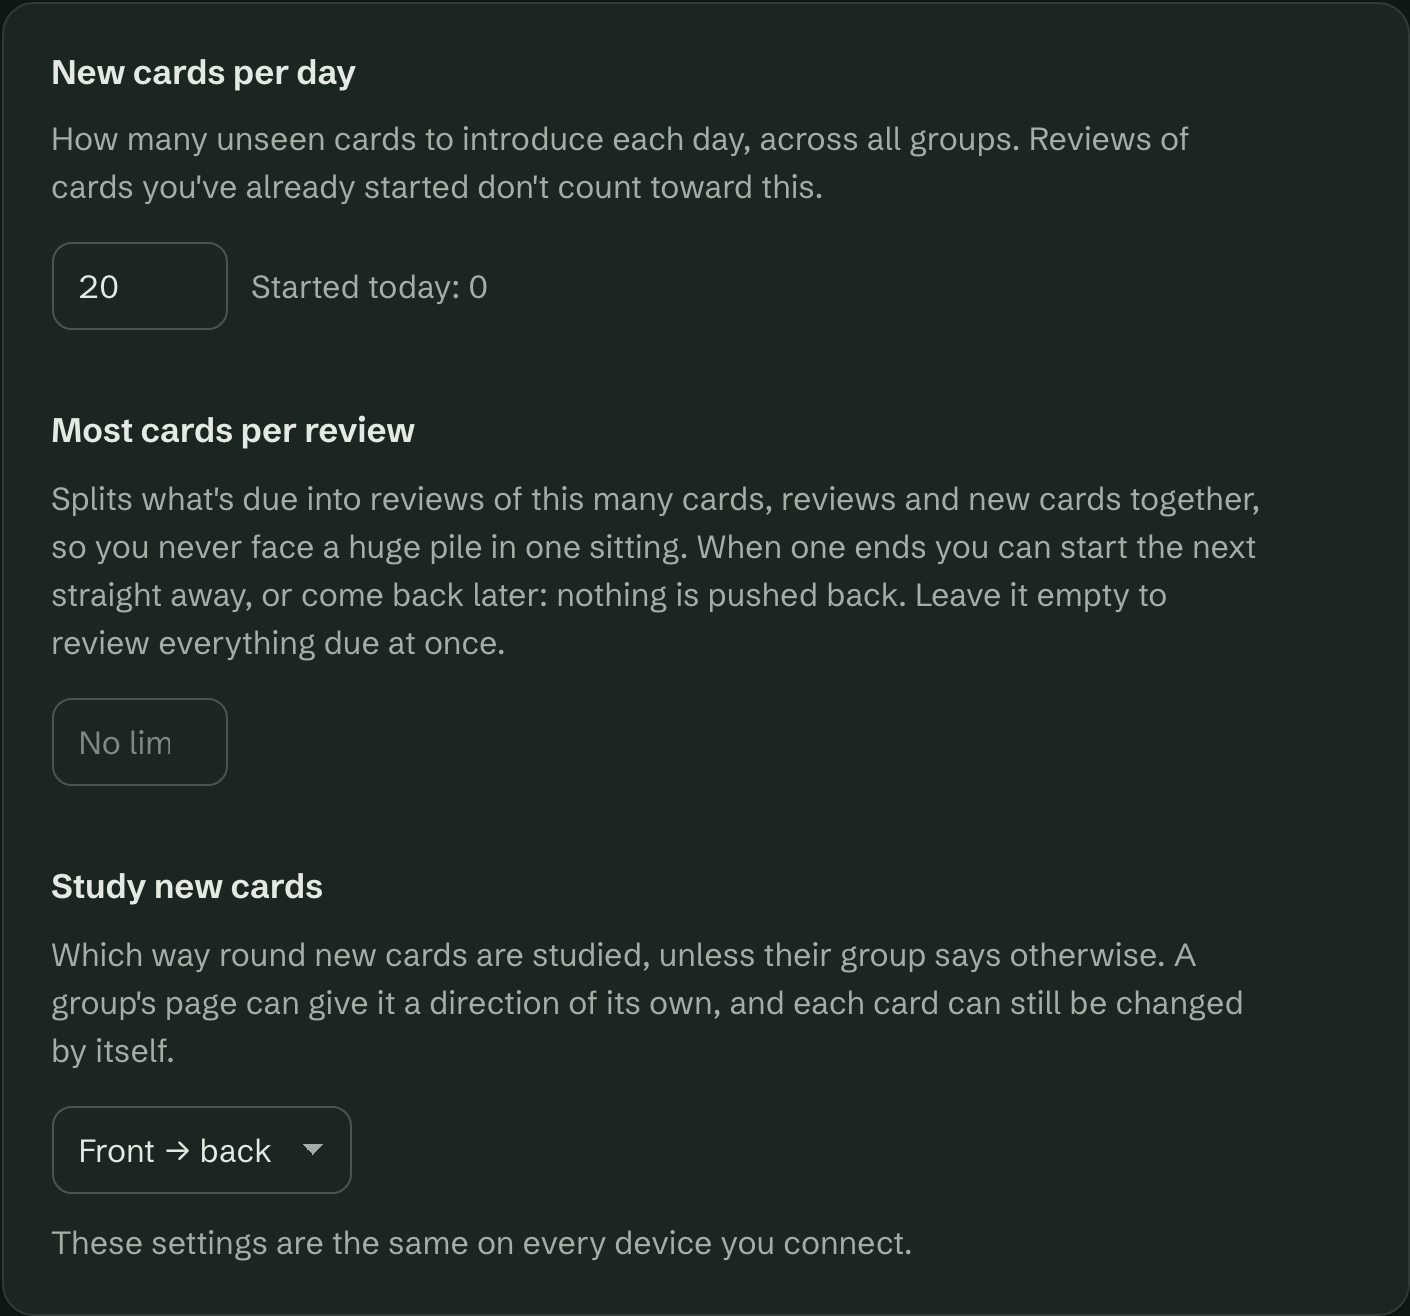 New cards per day
How many unseen cards to introduce each day, across all groups. Reviews of
cards you've already started don't count toward this.
20
Started today: 0
Most cards per review
Splits what's due into reviews of this many cards, reviews and new cards together,
so you never face a huge pile in one sitting. When one ends you can start the next
straight away, or come back later: nothing is pushed back. Leave it empty to
review everything due at once.
No lim
Study new cards
Which way round new cards are studied, unless their group says otherwise. A
group's page can give it a direction of its own, and each card can still be changed
by itself.
Front → back
These settings are the same on every device you connect.